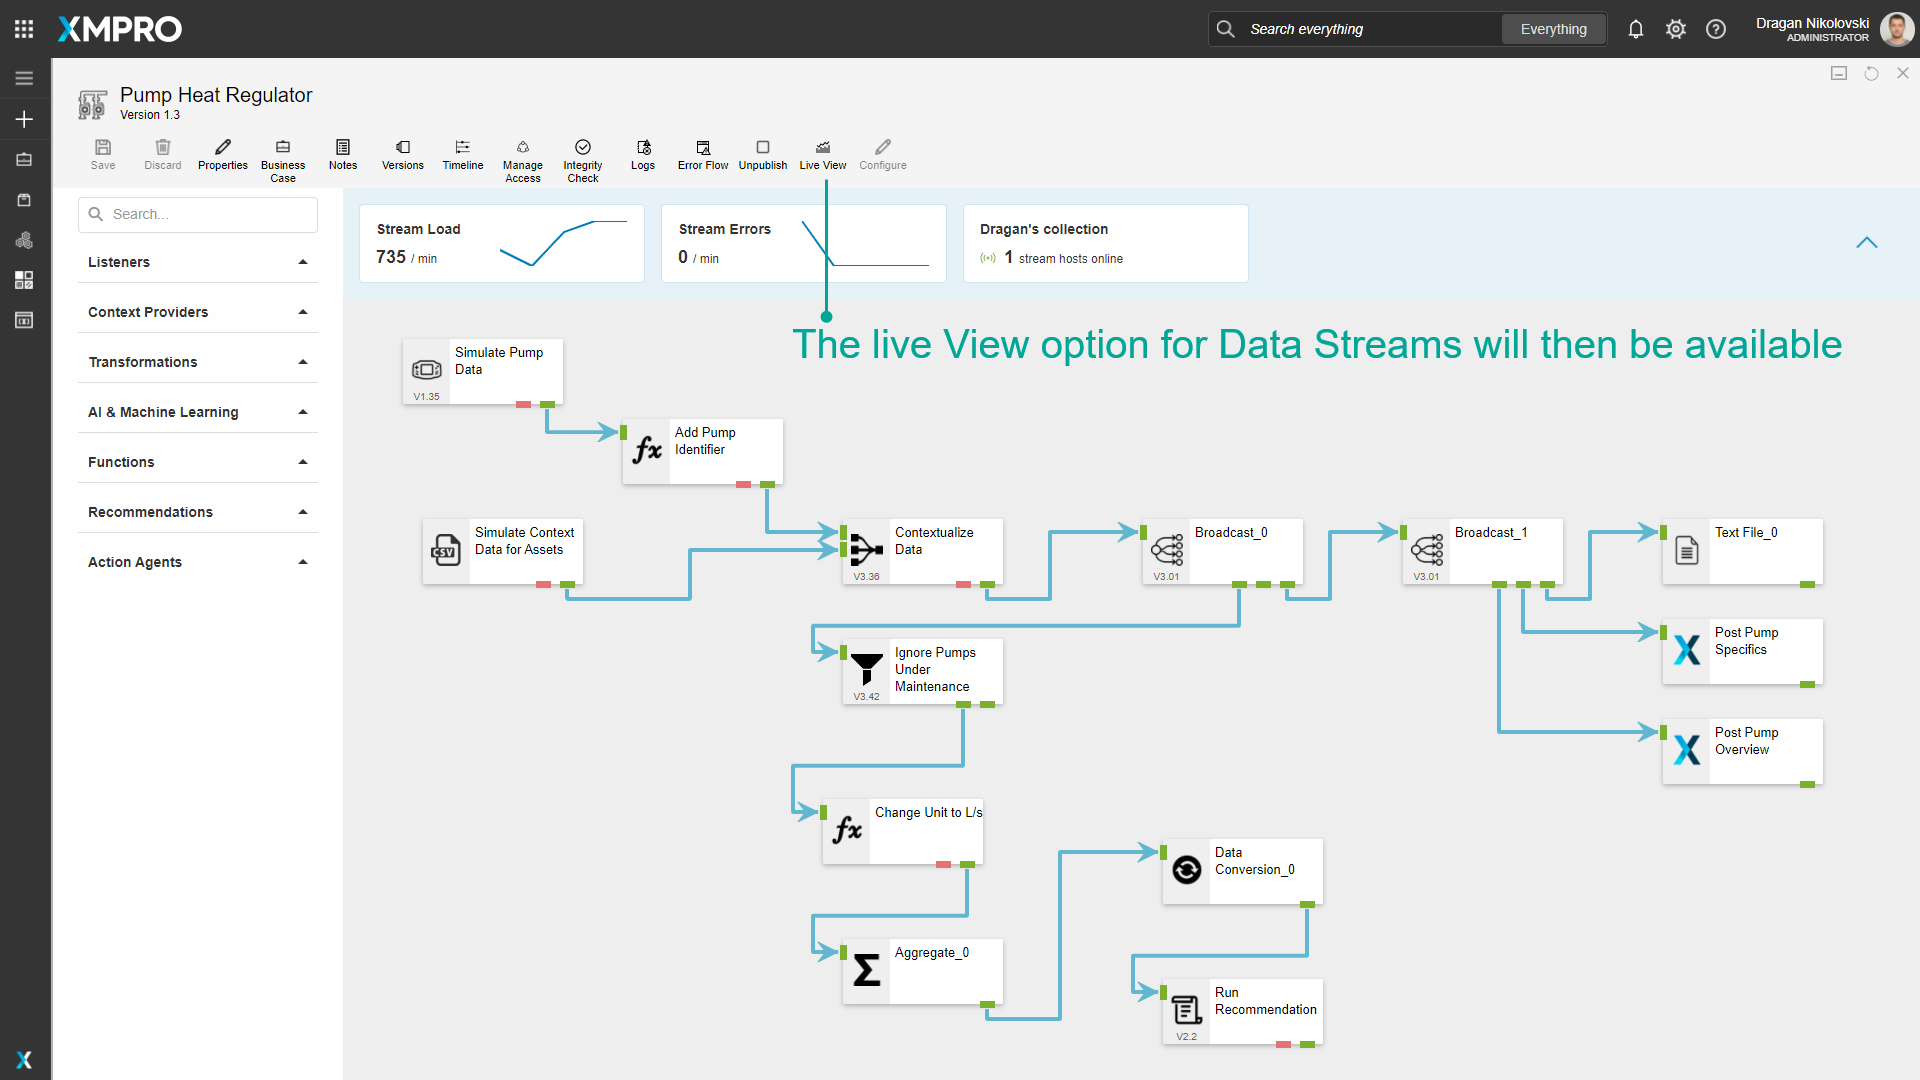 XMPRO
Search everything
Everything
Dragan Nikolovski
ADMINISTRATOR
Pump Heat Regulator
Version 1.3
Save
Discard
Properties
Business
Case
Notes
Versions
Timeline
Manage
Access
Integrity
Check
Logs
Error Flow
Unpublish
Live View
Configure
Search...
Listeners
Context Providers
Transformations
AI & Machine Learning
Functions
Recommendations
Action Agents
Stream Load
735 / min
Stream Errors
0 / min
Dragan's collection
1 stream hosts online
The live View option for Data Streams will then be available
Simulate Pump
Data
V1.35
fx
Add Pump
Identifier
CSV
Simulate Context
Data for Assets
Contextualize
Data
V3.36
Broadcast_0
V3.01
Broadcast_1
V3.01
Text File_0
Post Pump
Specifics
Post Pump
Overview
Ignore Pumps
Under
Maintenance
V3.42
fx
Change Unit to L/s
Data
Conversion_0
Σ
Aggregate_0
Run
Recommendation
V2.2